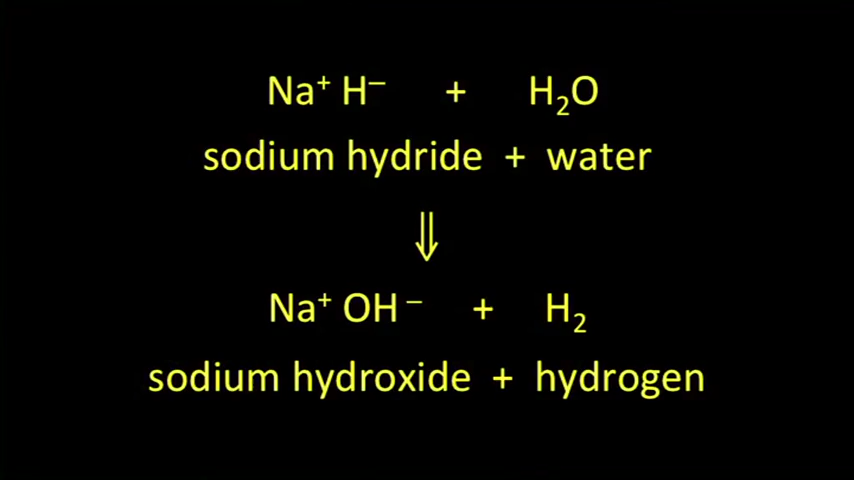 Na⁺ H⁻ + H₂O
sodium hydride + water
⇓
Na⁺ OH⁻ + H₂
sodium hydroxide + hydrogen